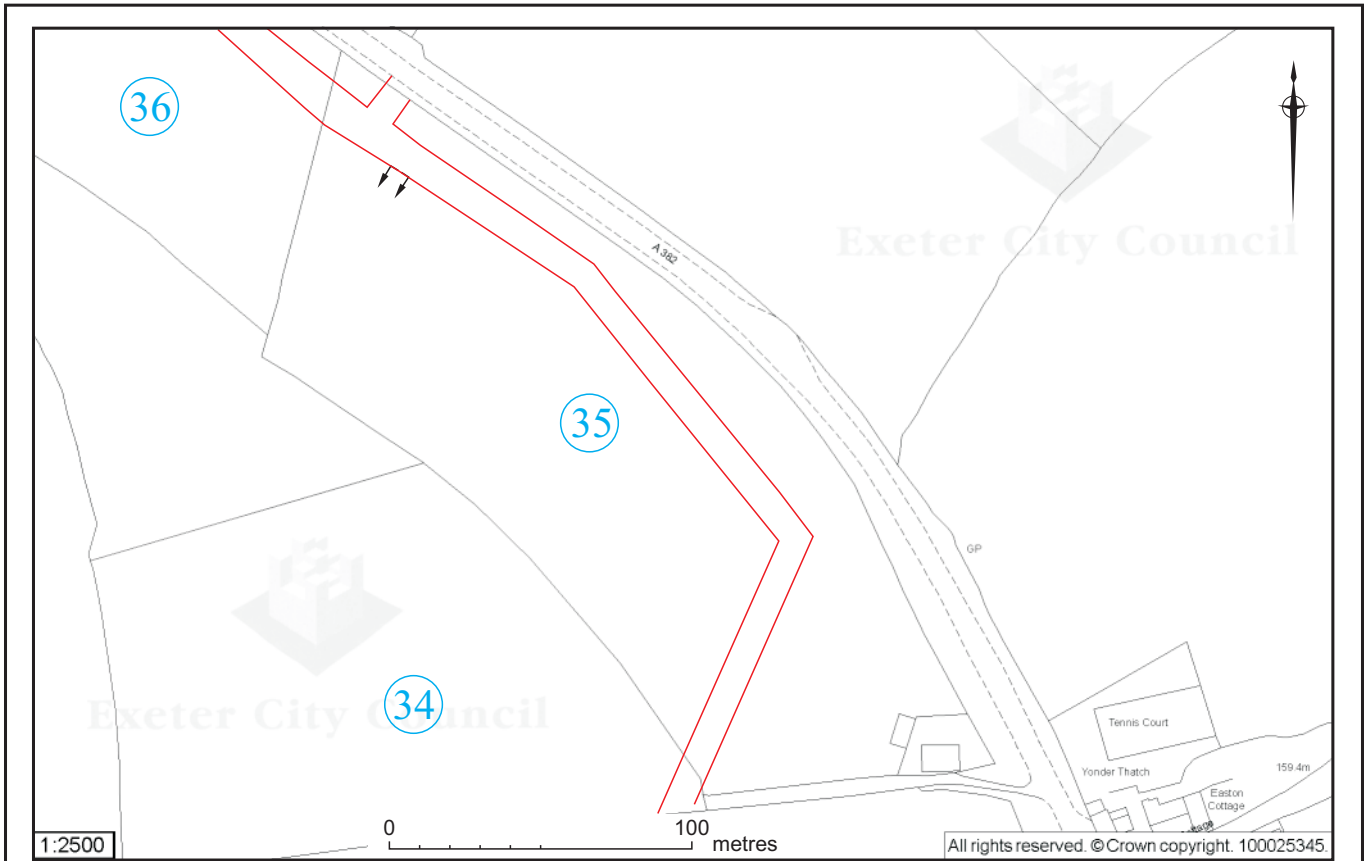 36
A 382
Exeter City Council
35
GP
34
Exeter City Council
Tennis Court
Yonder Thatch
159.4m
Easton
Cottage
1:2500
0 100
metres
All rights reserved. © Crown copyright. 100025345.